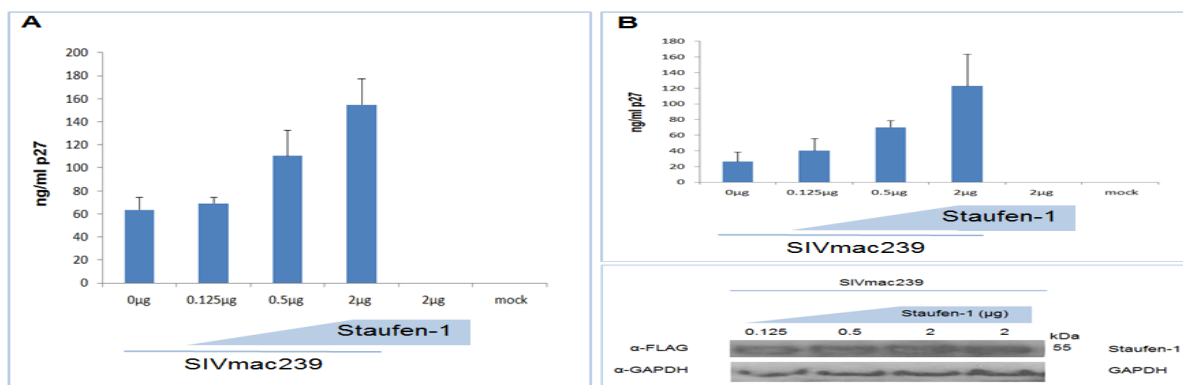 A
200
180
160
140
120
100
80
60
40
20
0
ng/ml p27
0µg 0.125µg 0.5µg 2µg 2µg mock
Staufen-1
SIVmac239
B
180
160
140
120
100
80
60
40
20
0
ng/ml p27
0µg 0.125µg 0.5µg 2µg 2µg mock
Staufen-1
SIVmac239
SIVmac239
Staufen-1 (µg)
0.125 0.5 2 2 kDa
α-FLAG 55 Staufen-1
α-GAPDH GAPDH